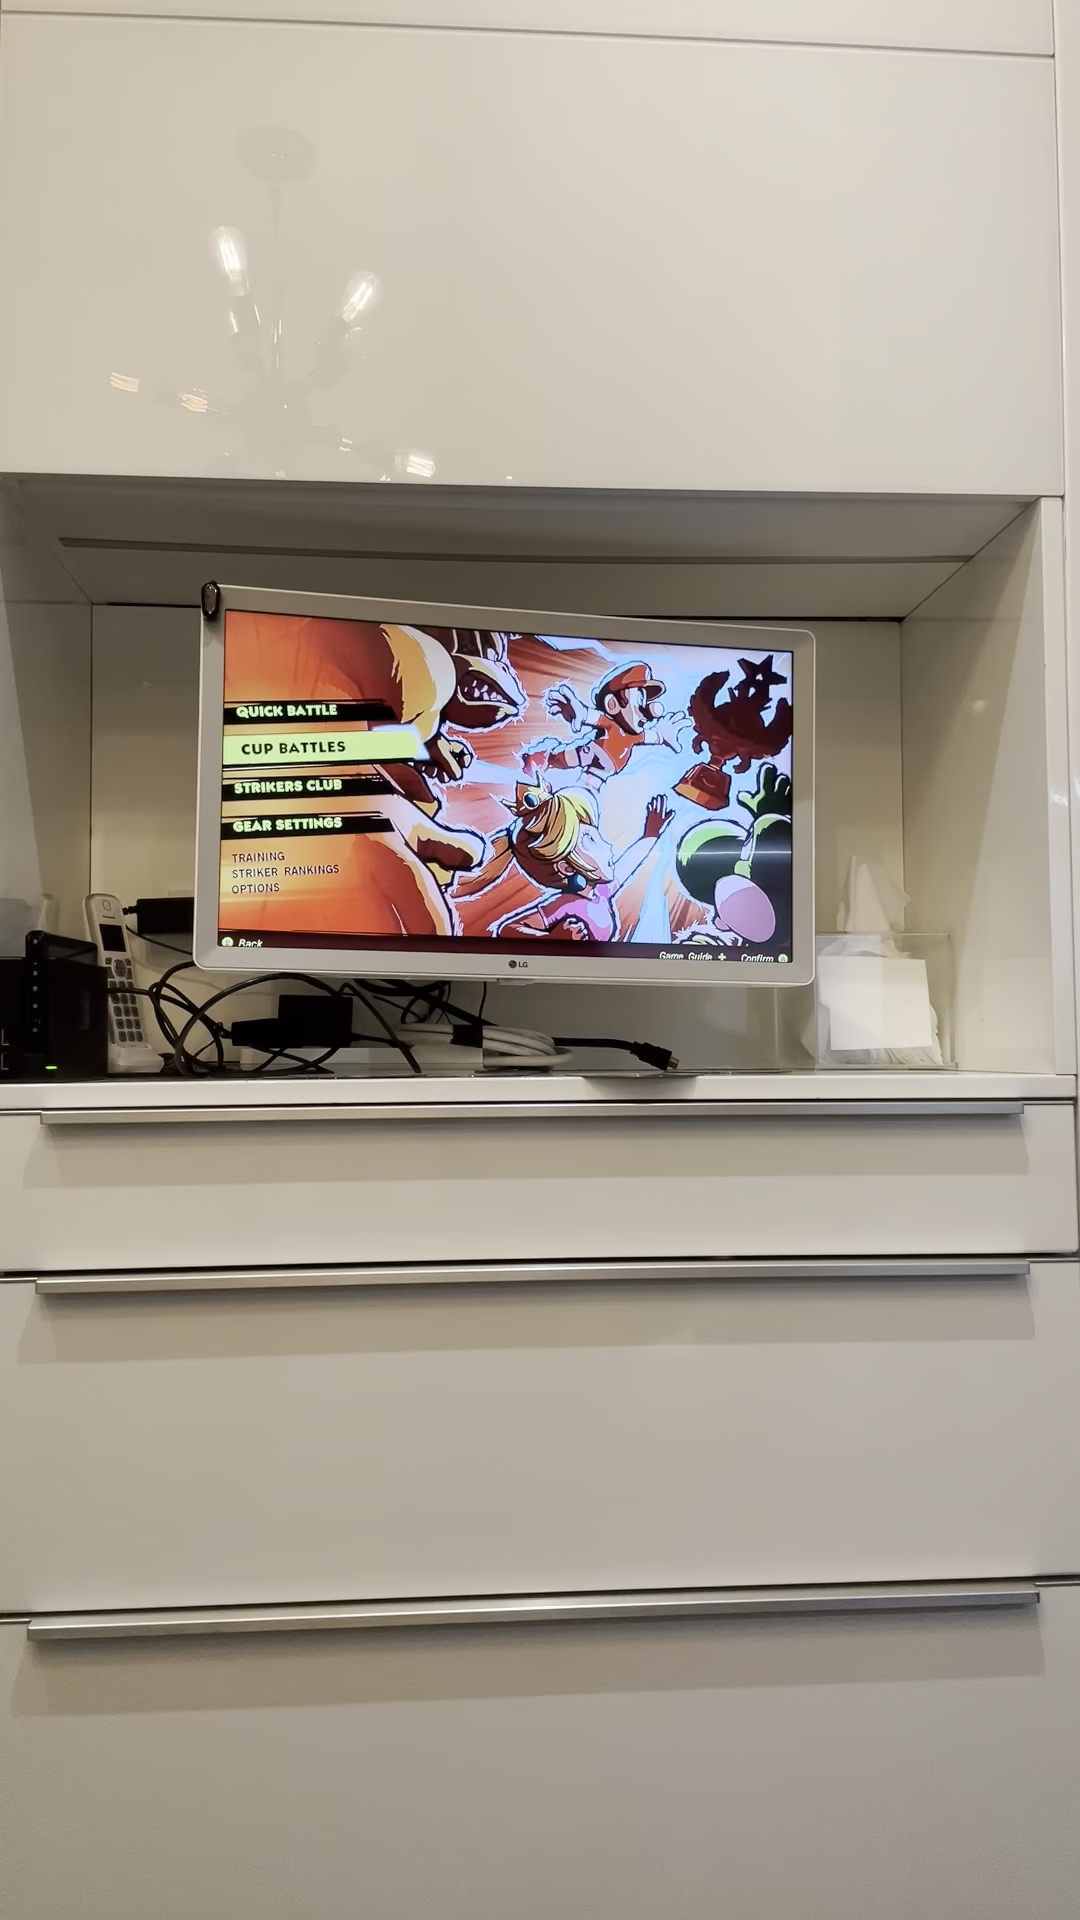 QUICK BATTLE
CUP BATTLES
STRIKERS CLUB
GEAR SETTINGS
TRAINING
STRIKER RANKINGS
OPTIONS
Back
Game Guide + Confirm
LG